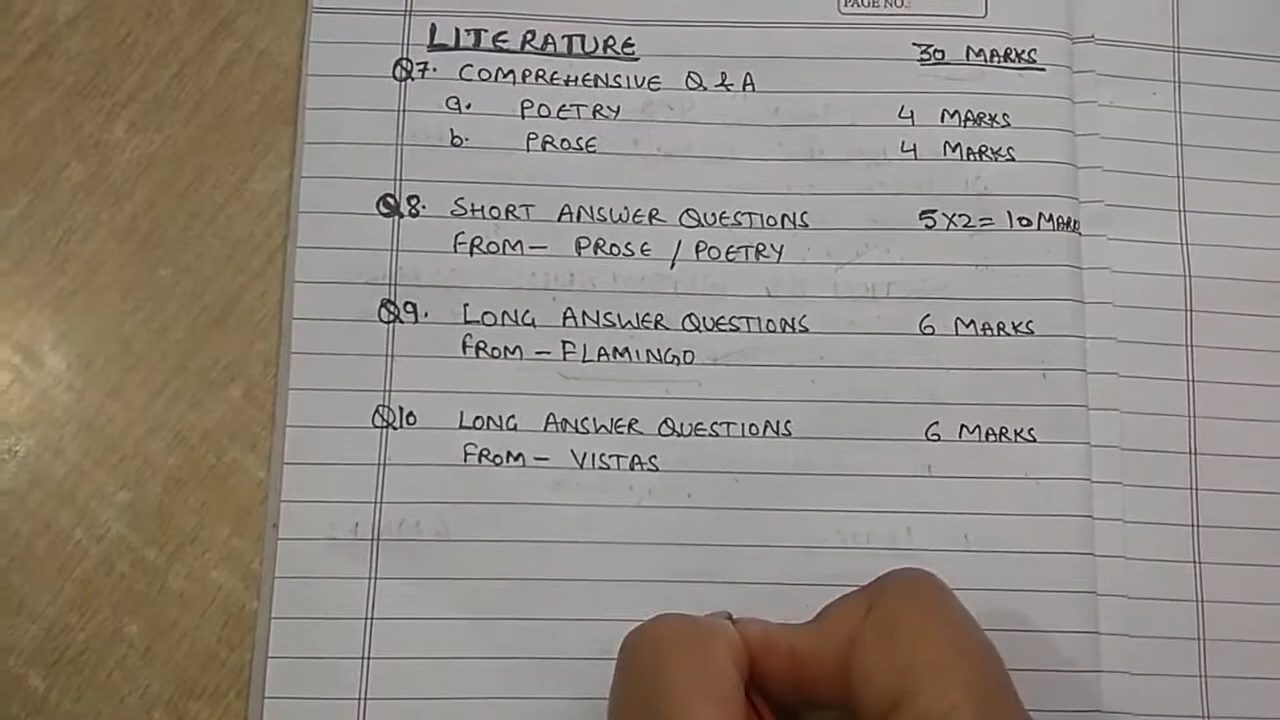 PAGE NO.
LITERATURE 30 MARKS
Q7. COMPREHENSIVE Q & A
a. POETRY 4 MARKS
b. PROSE 4 MARKS
Q8. SHORT ANSWER QUESTIONS 5X2=10 MARK
FROM- PROSE / POETRY
Q9. LONG ANSWER QUESTIONS 6 MARKS
FROM - FLAMINGO
Q10 LONG ANSWER QUESTIONS 6 MARKS
FROM - VISTAS